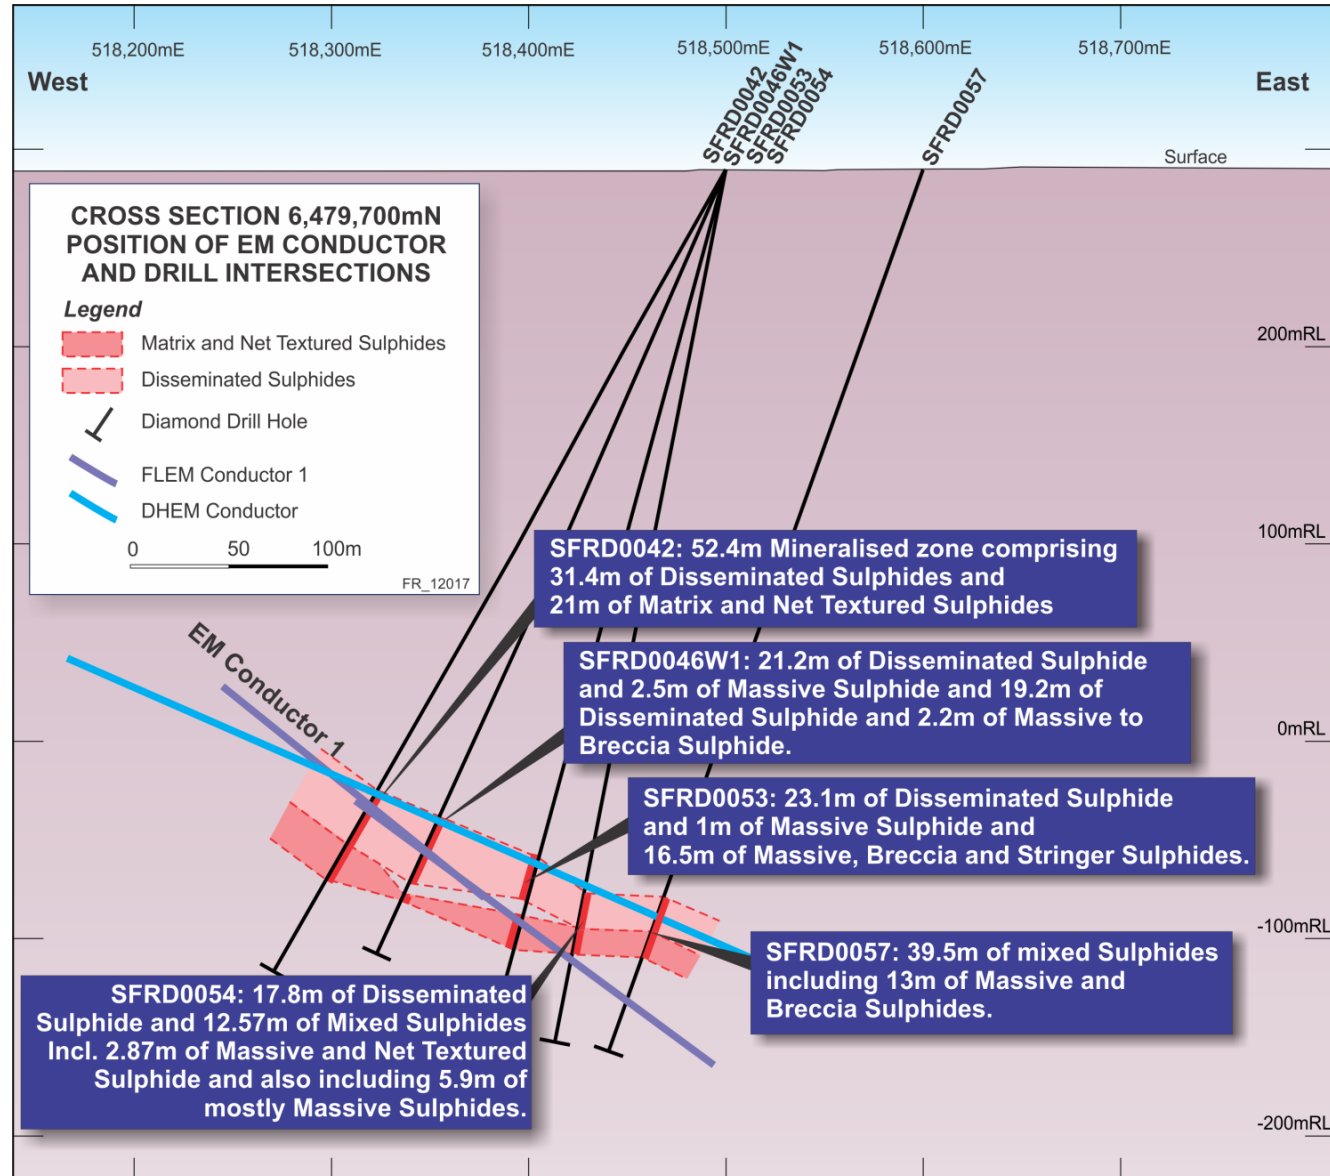 518,200mE
518,300mE
518,400mE
518,500mE
518,600mE
518,700mE
West
East
SFRD0042
SFRD0046W1
SFRD0053
SFRD0054
SFRD0057
Surface
CROSS SECTION 6,479,700mN
POSITION OF EM CONDUCTOR
AND DRILL INTERSECTIONS
Legend
Matrix and Net Textured Sulphides
Disseminated Sulphides
Diamond Drill Hole
FLEM Conductor 1
DHEM Conductor
0 50 100m
FR_12017
200mRL
100mRL
0mRL
-100mRL
-200mRL
EM Conductor 1
SFRD0042: 52.4m Mineralised zone comprising
31.4m of Disseminated Sulphides and
21m of Matrix and Net Textured Sulphides
SFRD0046W1: 21.2m of Disseminated Sulphide
and 2.5m of Massive Sulphide and 19.2m of
Disseminated Sulphide and 2.2m of Massive to
Breccia Sulphide.
SFRD0053: 23.1m of Disseminated Sulphide
and 1m of Massive Sulphide and
16.5m of Massive, Breccia and Stringer Sulphides.
SFRD0057: 39.5m of mixed Sulphides
including 13m of Massive and
Breccia Sulphides.
SFRD0054: 17.8m of Disseminated
Sulphide and 12.57m of Mixed Sulphides
Incl. 2.87m of Massive and Net Textured
Sulphide and also including 5.9m of
mostly Massive Sulphides.